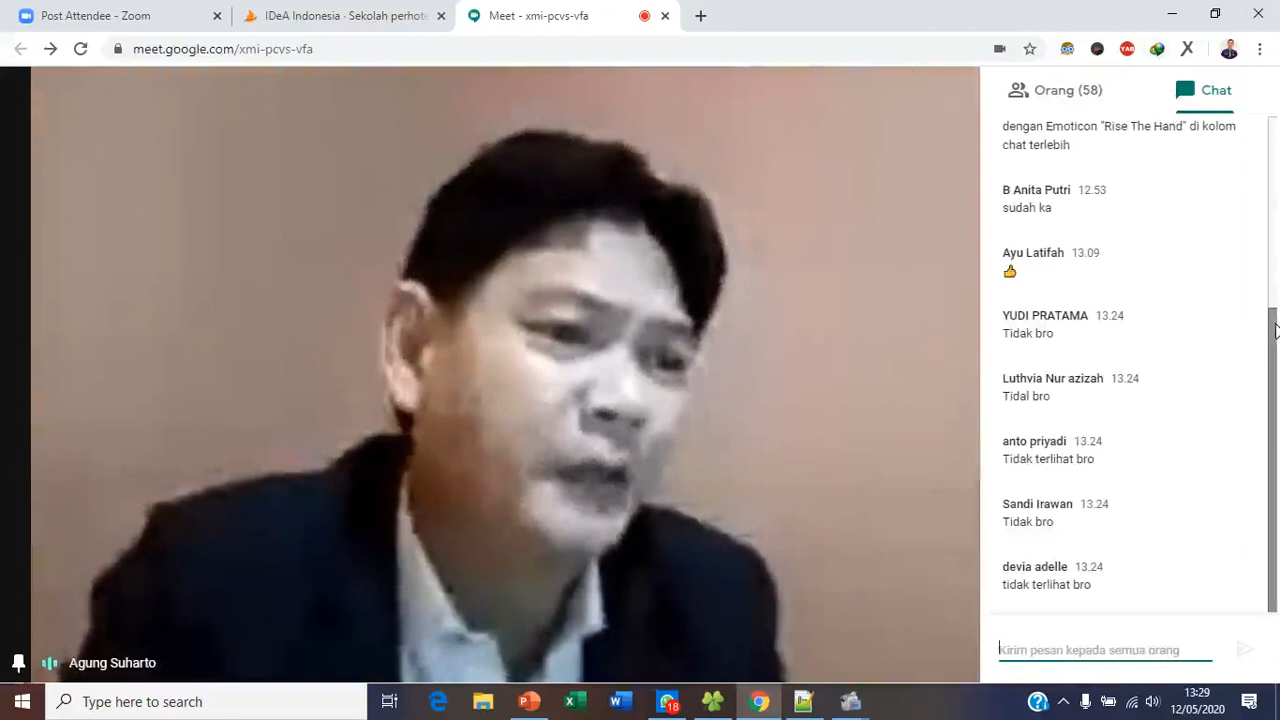 Post Attendee - Zoom
IDeA Indonesia · Sekolah perhote
Meet - xmi-pcvs-vfa
meet.google.com/xmi-pcvs-vfa
YAB
Orang (58)
Chat
dengan Emoticon "Rise The Hand" di kolom
chat terlebih
B Anita Putri 12.53
sudah ka
Ayu Latifah 13.09
👍
YUDI PRATAMA 13.24
Tidak bro
Luthvia Nur azizah 13.24
Tidal bro
anto priyadi 13.24
Tidak terlihat bro
Sandi Irawan 13.24
Tidak bro
devia adelle 13.24
tidak terlihat bro
Kirim pesan kepada semua orang
Agung Suharto
Type here to search
18
13:29
12/05/2020